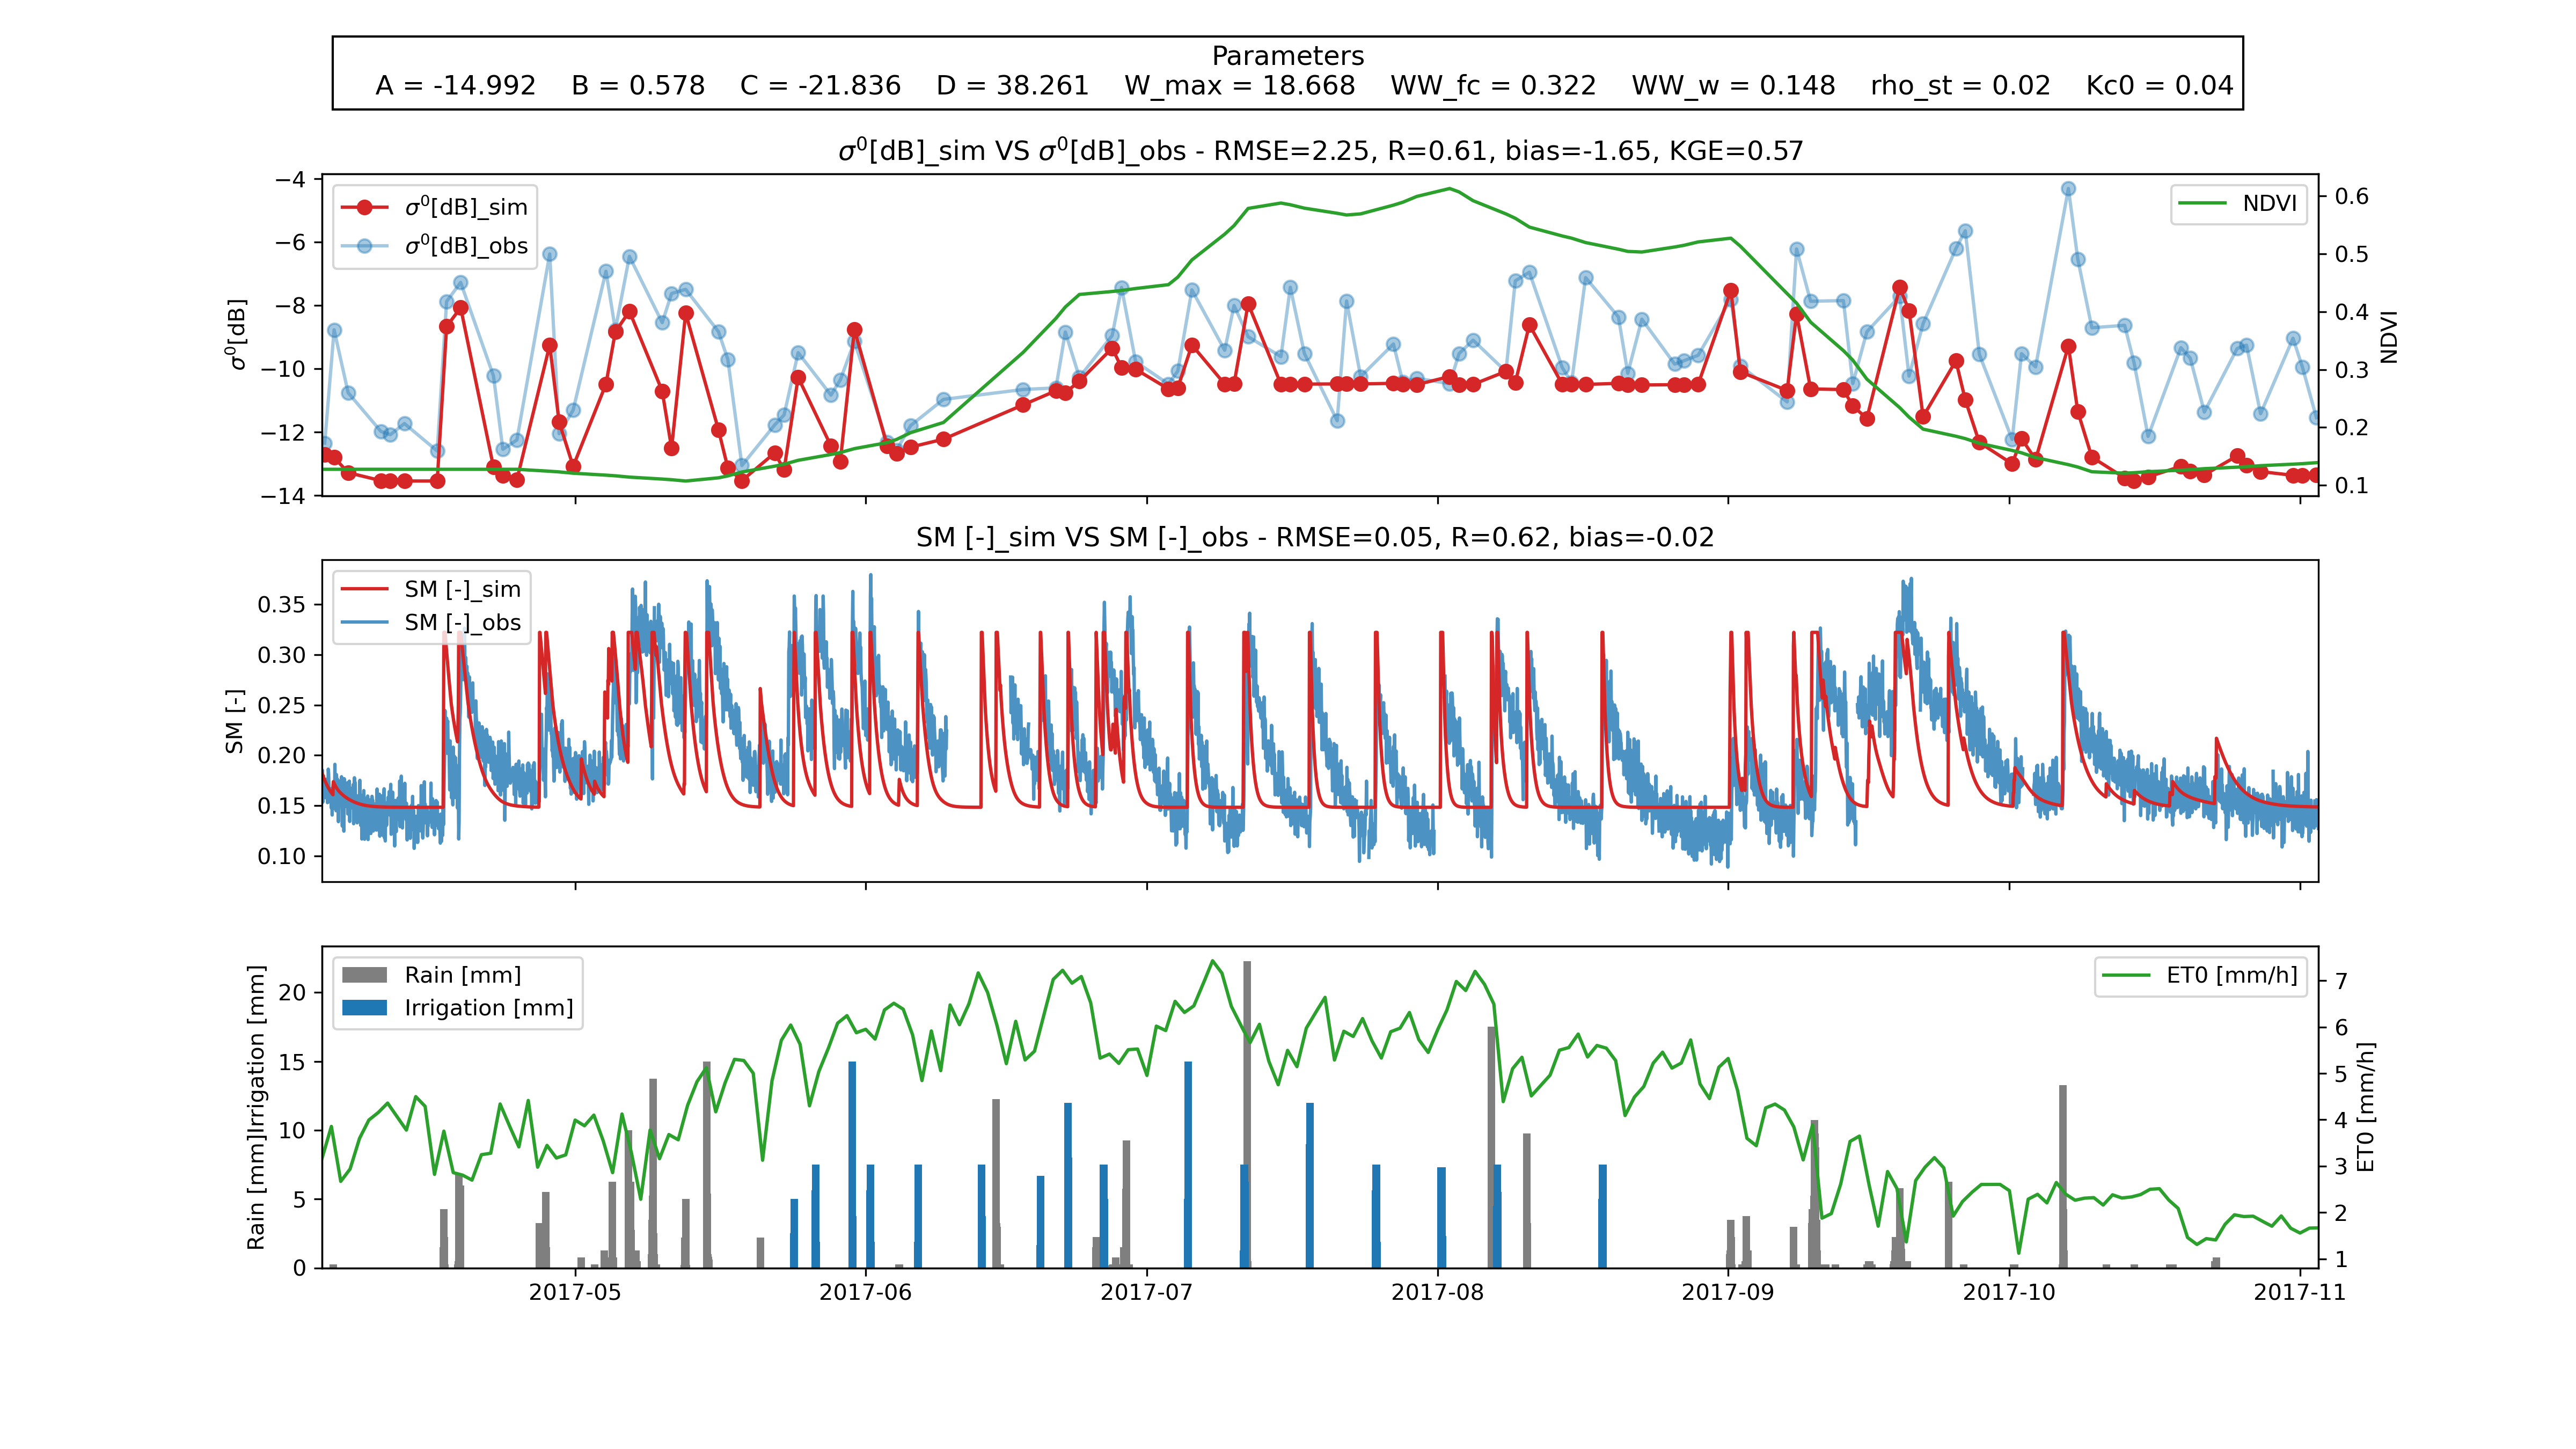 Parameters
A = -14.992 B = 0.578 C = -21.836 D = 38.261 W_max = 18.668 WW_fc = 0.322 WW_w = 0.148 rho_st = 0.02 Kc0 = 0.04
σ⁰[dB]_sim VS σ⁰[dB]_obs - RMSE=2.25, R=0.61, bias=-1.65, KGE=0.57
σ⁰[dB]
−4
−6
−8
−10
−12
−14
σ⁰[dB]_sim
σ⁰[dB]_obs
NDVI
0.6
0.5
0.4
0.3
0.2
0.1
NDVI
SM [-]_sim VS SM [-]_obs - RMSE=0.05, R=0.62, bias=-0.02
SM [-]
0.35
0.30
0.25
0.20
0.15
0.10
SM [-]_sim
SM [-]_obs
Rain [mm]Irrigation [mm]
20
15
10
5
0
Rain [mm]
Irrigation [mm]
ET0 [mm/h]
7
6
5
4
3
2
1
ET0 [mm/h]
2017-05 2017-06 2017-07 2017-08 2017-09 2017-10 2017-11